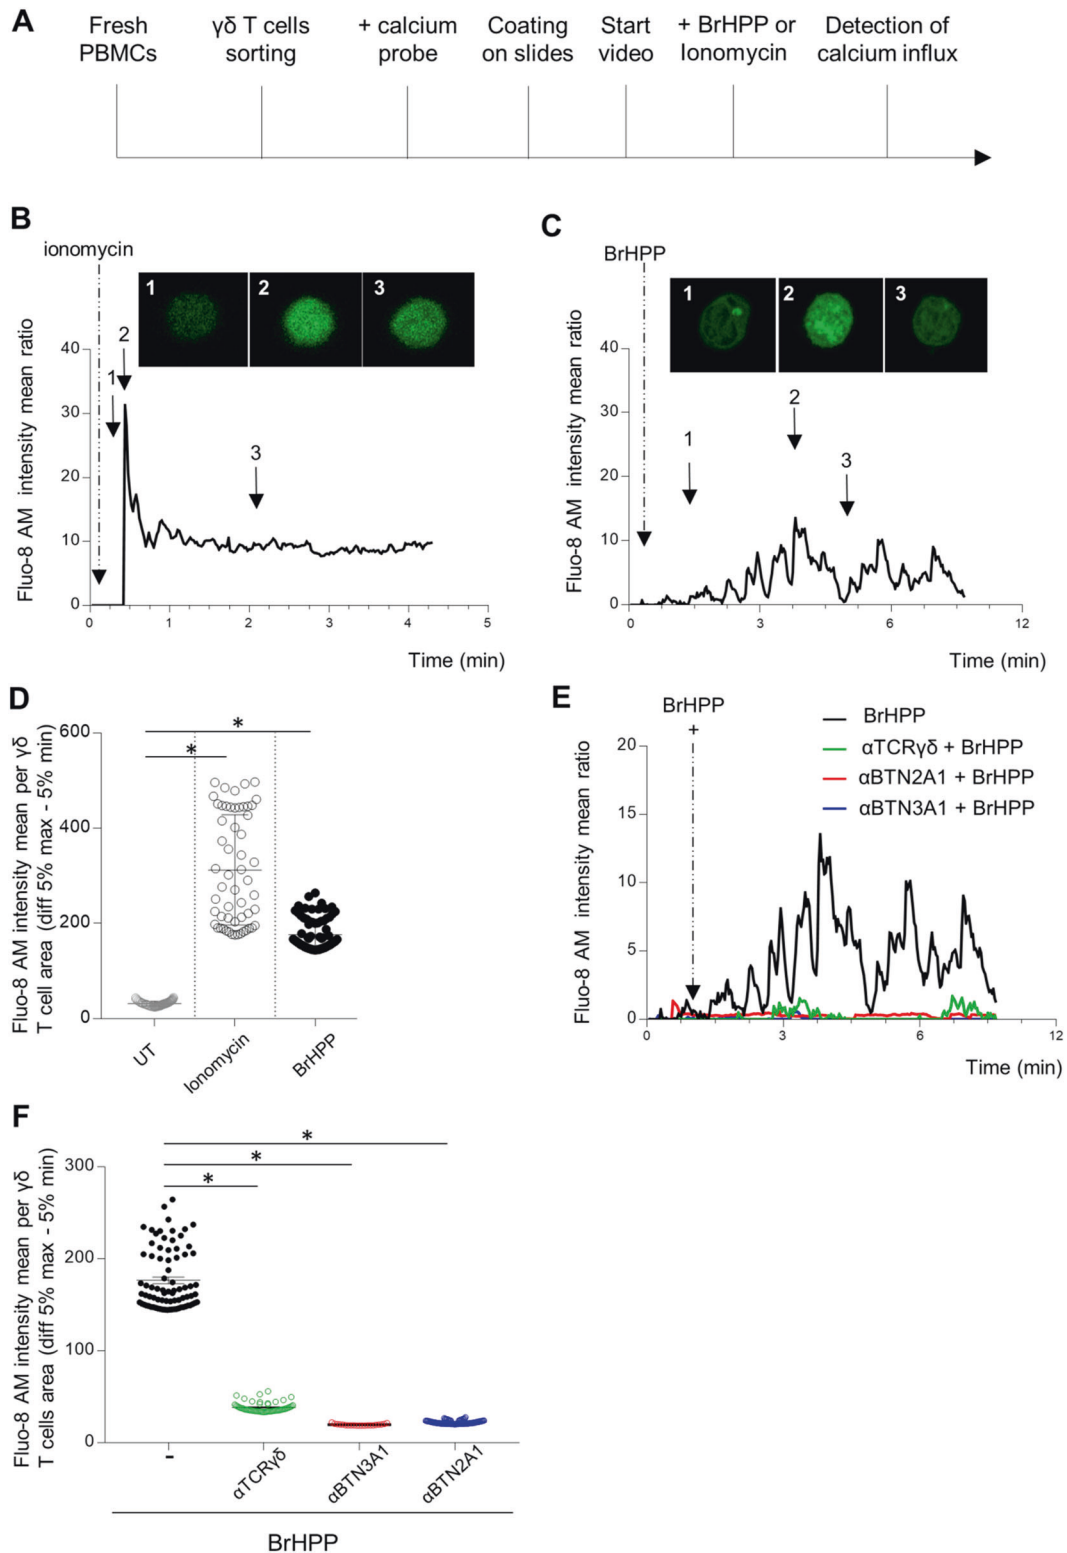 A
Fresh
PBMCs
γδ T cells
sorting
+ calcium
probe
Coating
on slides
Start
video
+ BrHPP or
Ionomycin
Detection of
calcium influx
B
ionomycin
1
2
3
2
1
3
Fluo-8 AM intensity mean ratio
40
30
20
10
0
0
1
2
3
4
5
Time (min)
C
BrHPP
1
2
3
1
2
3
Fluo-8 AM intensity mean ratio
40
30
20
10
0
0
3
6
12
Time (min)
D
Fluo-8 AM intensity mean per γδ
T cell area (diff 5% max - 5% min)
600
400
200
0
*
*
UT
Ionomycin
BrHPP
E
BrHPP
+
BrHPP
αTCRγδ + BrHPP
αBTN2A1 + BrHPP
αBTN3A1 + BrHPP
Fluo-8 AM intensity mean ratio
20
15
10
5
0
0
3
6
12
Time (min)
F
Fluo-8 AM intensity mean per γδ
T cells area (diff 5% max - 5% min)
300
200
100
0
*
*
*
-
αTCRγδ
αBTN3A1
αBTN2A1
BrHPP